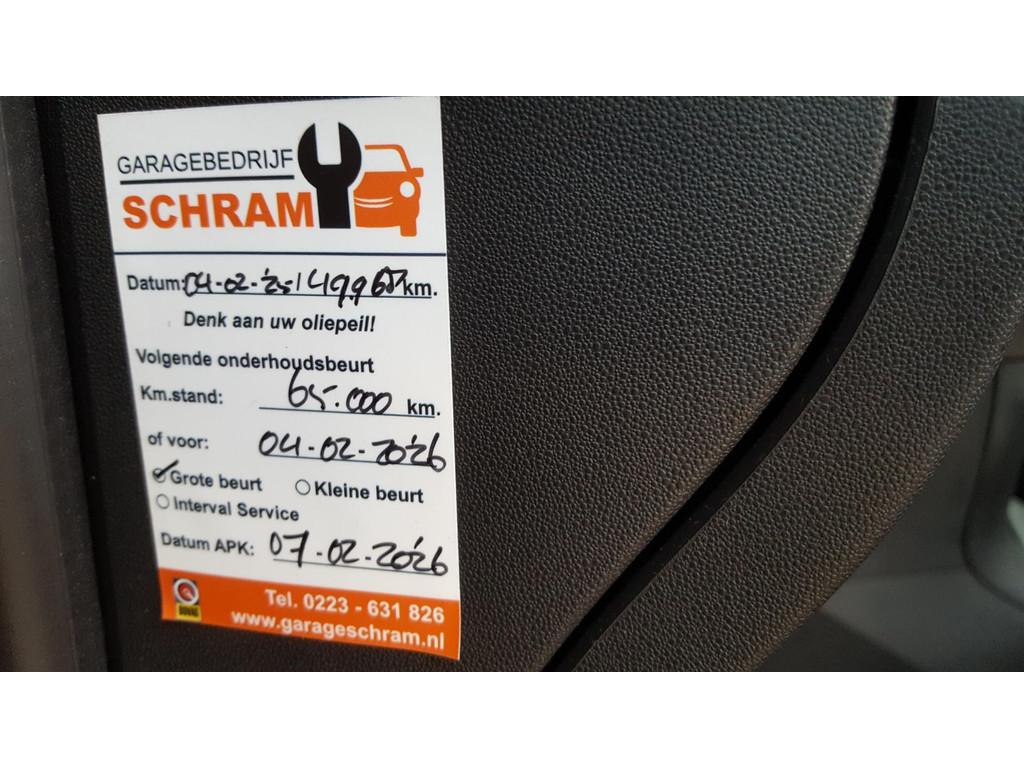 GARAGEBEDRIJF
SCHRAM
Datum: 04-02-'25 / 49967 km.
Denk aan uw oliepeil!
Volgende onderhoudsbeurt
Km.stand: 65.000 km.
of voor: 04-02-2026
Grote beurt Kleine beurt
Interval Service
Datum APK: 07-02-2026
BOVAG
Tel. 0223 - 631 826
www.garageschram.nl